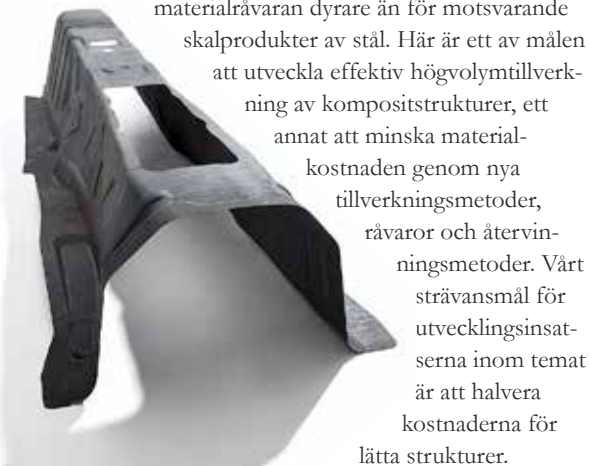 materialråvaran dyrare än för motsvarande
skalprodukter av stål. Här är ett av målen
att utveckla effektiv högvolymtillverk-
ning av kompositstrukturer, ett
annat att minska material-
kostnaden genom nya
tillverkningsmetoder,
råvaror och återvin-
ningsmetoder. Vårt
strävansmål för
utvecklingsinsat-
serna inom temat
är att halvera
kostnaderna för
lätta strukturer.